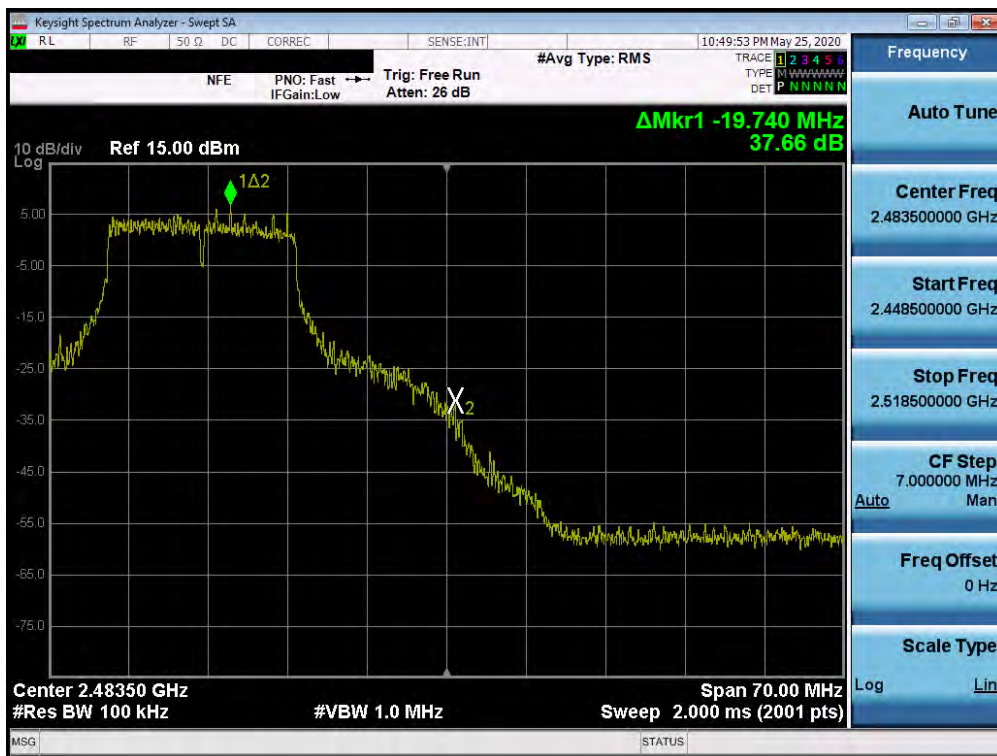 Keysight Spectrum Analyzer - Swept SA
LXI RL RF 50 Ω DC CORREC SENSE:INT 10:49:53 PM May 25, 2020
NFE PNO: Fast Trig: Free Run #Avg Type: RMS TRACE 1 2 3 4 5 6
IFGain:Low Atten: 26 dB TYPE M WWWWW
DET P N N N N N
ΔMkr1 -19.740 MHz
37.66 dB
10 dB/div Ref 15.00 dBm
Log
1Δ2
5.00
-5.00
-15.0
-25.0
X2
-35.0
-45.0
-55.0
-65.0
-75.0
Center 2.48350 GHz Span 70.00 MHz
#Res BW 100 kHz #VBW 1.0 MHz Sweep 2.000 ms (2001 pts)
MSG STATUS
Frequency
Auto Tune
Center Freq
2.483500000 GHz
Start Freq
2.448500000 GHz
Stop Freq
2.518500000 GHz
CF Step
7.000000 MHz
Auto Man
Freq Offset
0 Hz
Scale Type
Log Lin